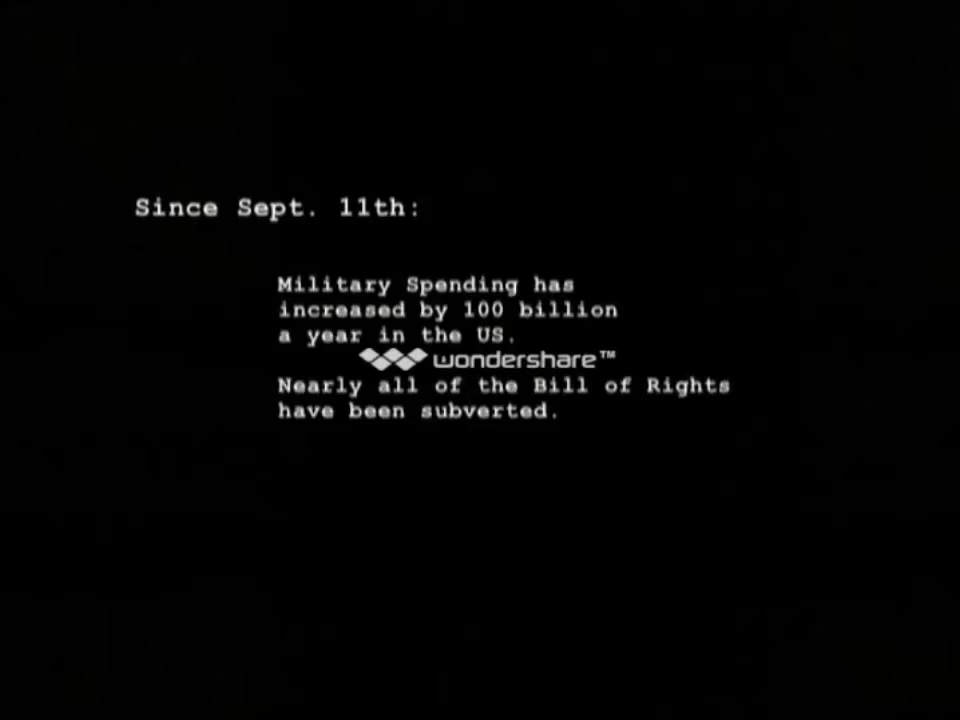 Since Sept. 11th:
Military Spending has
increased by 100 billion
a year in the US.
wondershare™
Nearly all of the Bill of Rights
have been subverted.